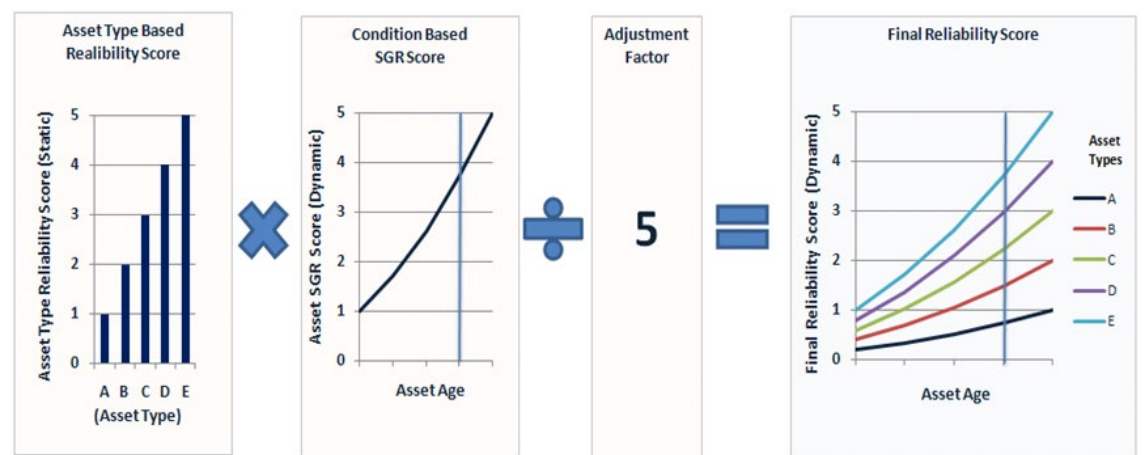 Asset Type Based
Realibility Score
Asset Type Reliability Score (Static)
5
4
3
2
1
0
A B C D E
(Asset Type)
Condition Based
SGR Score
Asset SGR Score (Dynamic)
5
4
3
2
1
0
Asset Age
Adjustment
Factor
5
Final Reliability Score
Final Reliability Score (Dynamic)
5
4
3
2
1
0
Asset Age
Asset
Types
A
B
C
D
E